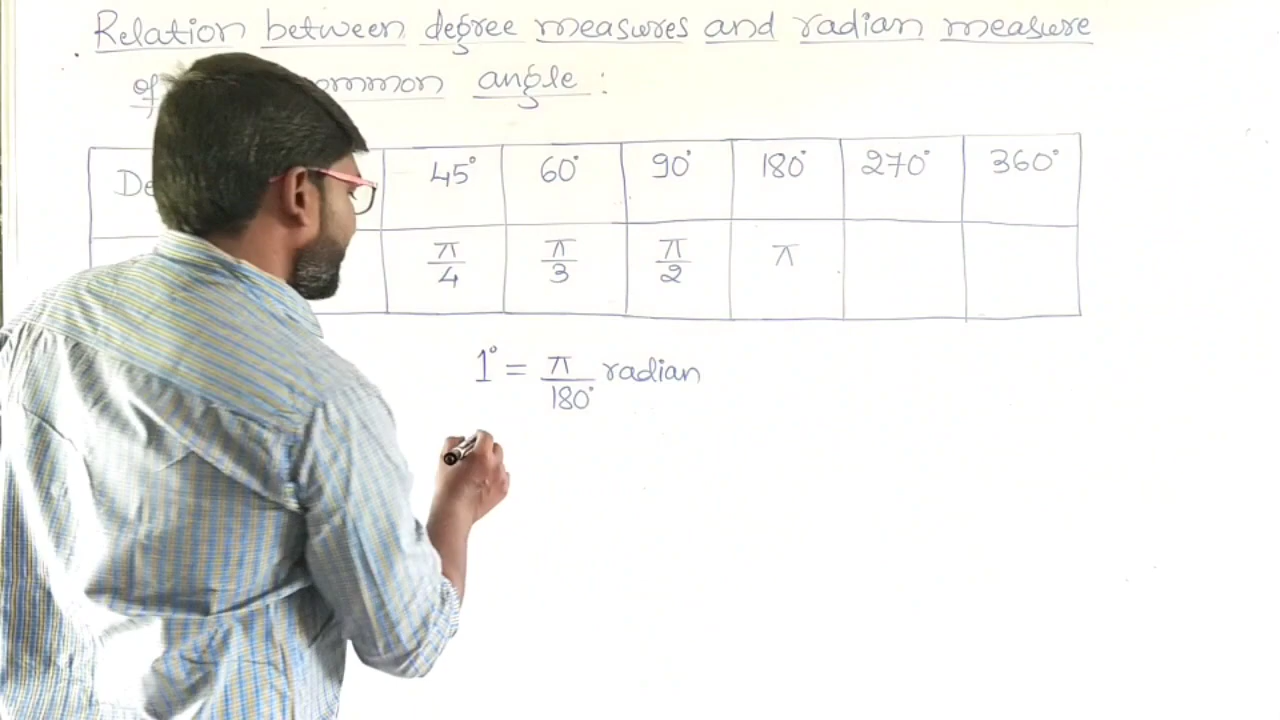 Relation between degree measures and radian measure
of ommon angle :
De 45° 60° 90° 180° 270° 360°
π/4 π/3 π/2 π
1° = π/180° radian